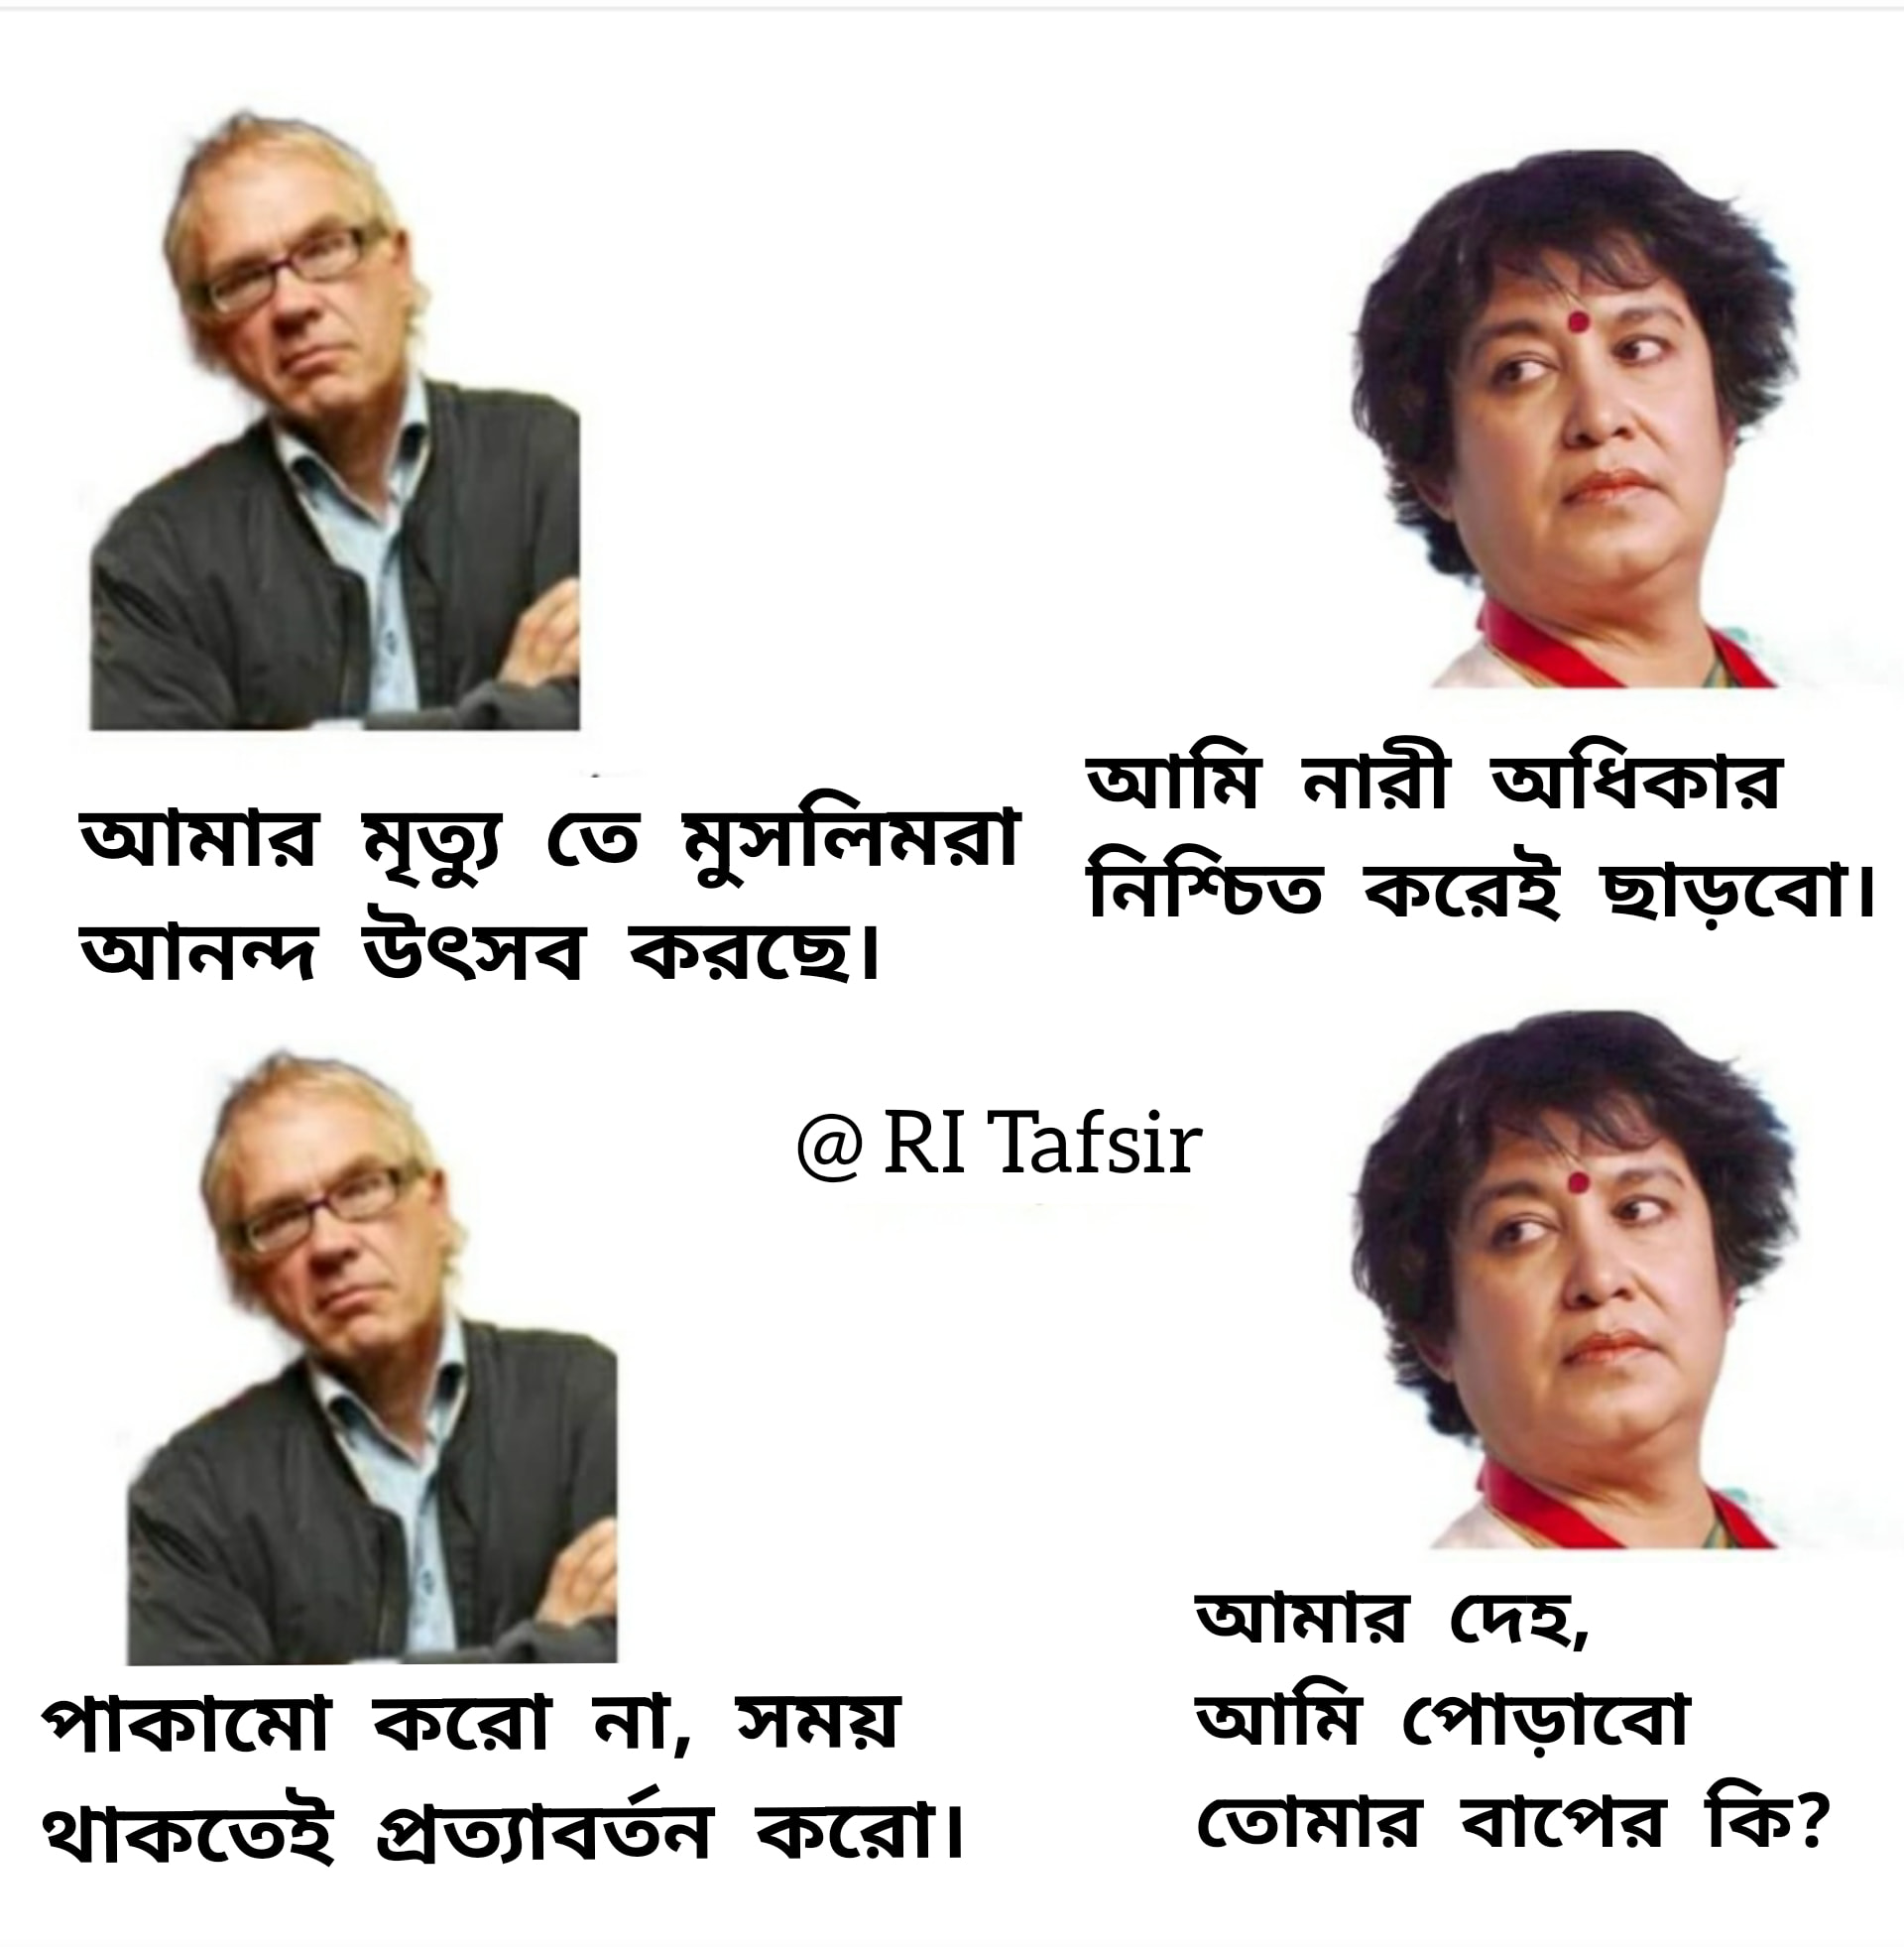 আমার মৃত্যু তে মুসলিমরা
আনন্দ উৎসব করছে।
আমি নারী অধিকার
নিশ্চিত করেই ছাড়বো।
@ RI Tafsir
পাকামো করো না, সময়
থাকতেই প্রত্যাবর্তন করো।
আমার দেহ,
আমি পোড়াবো
তোমার বাপের কি?